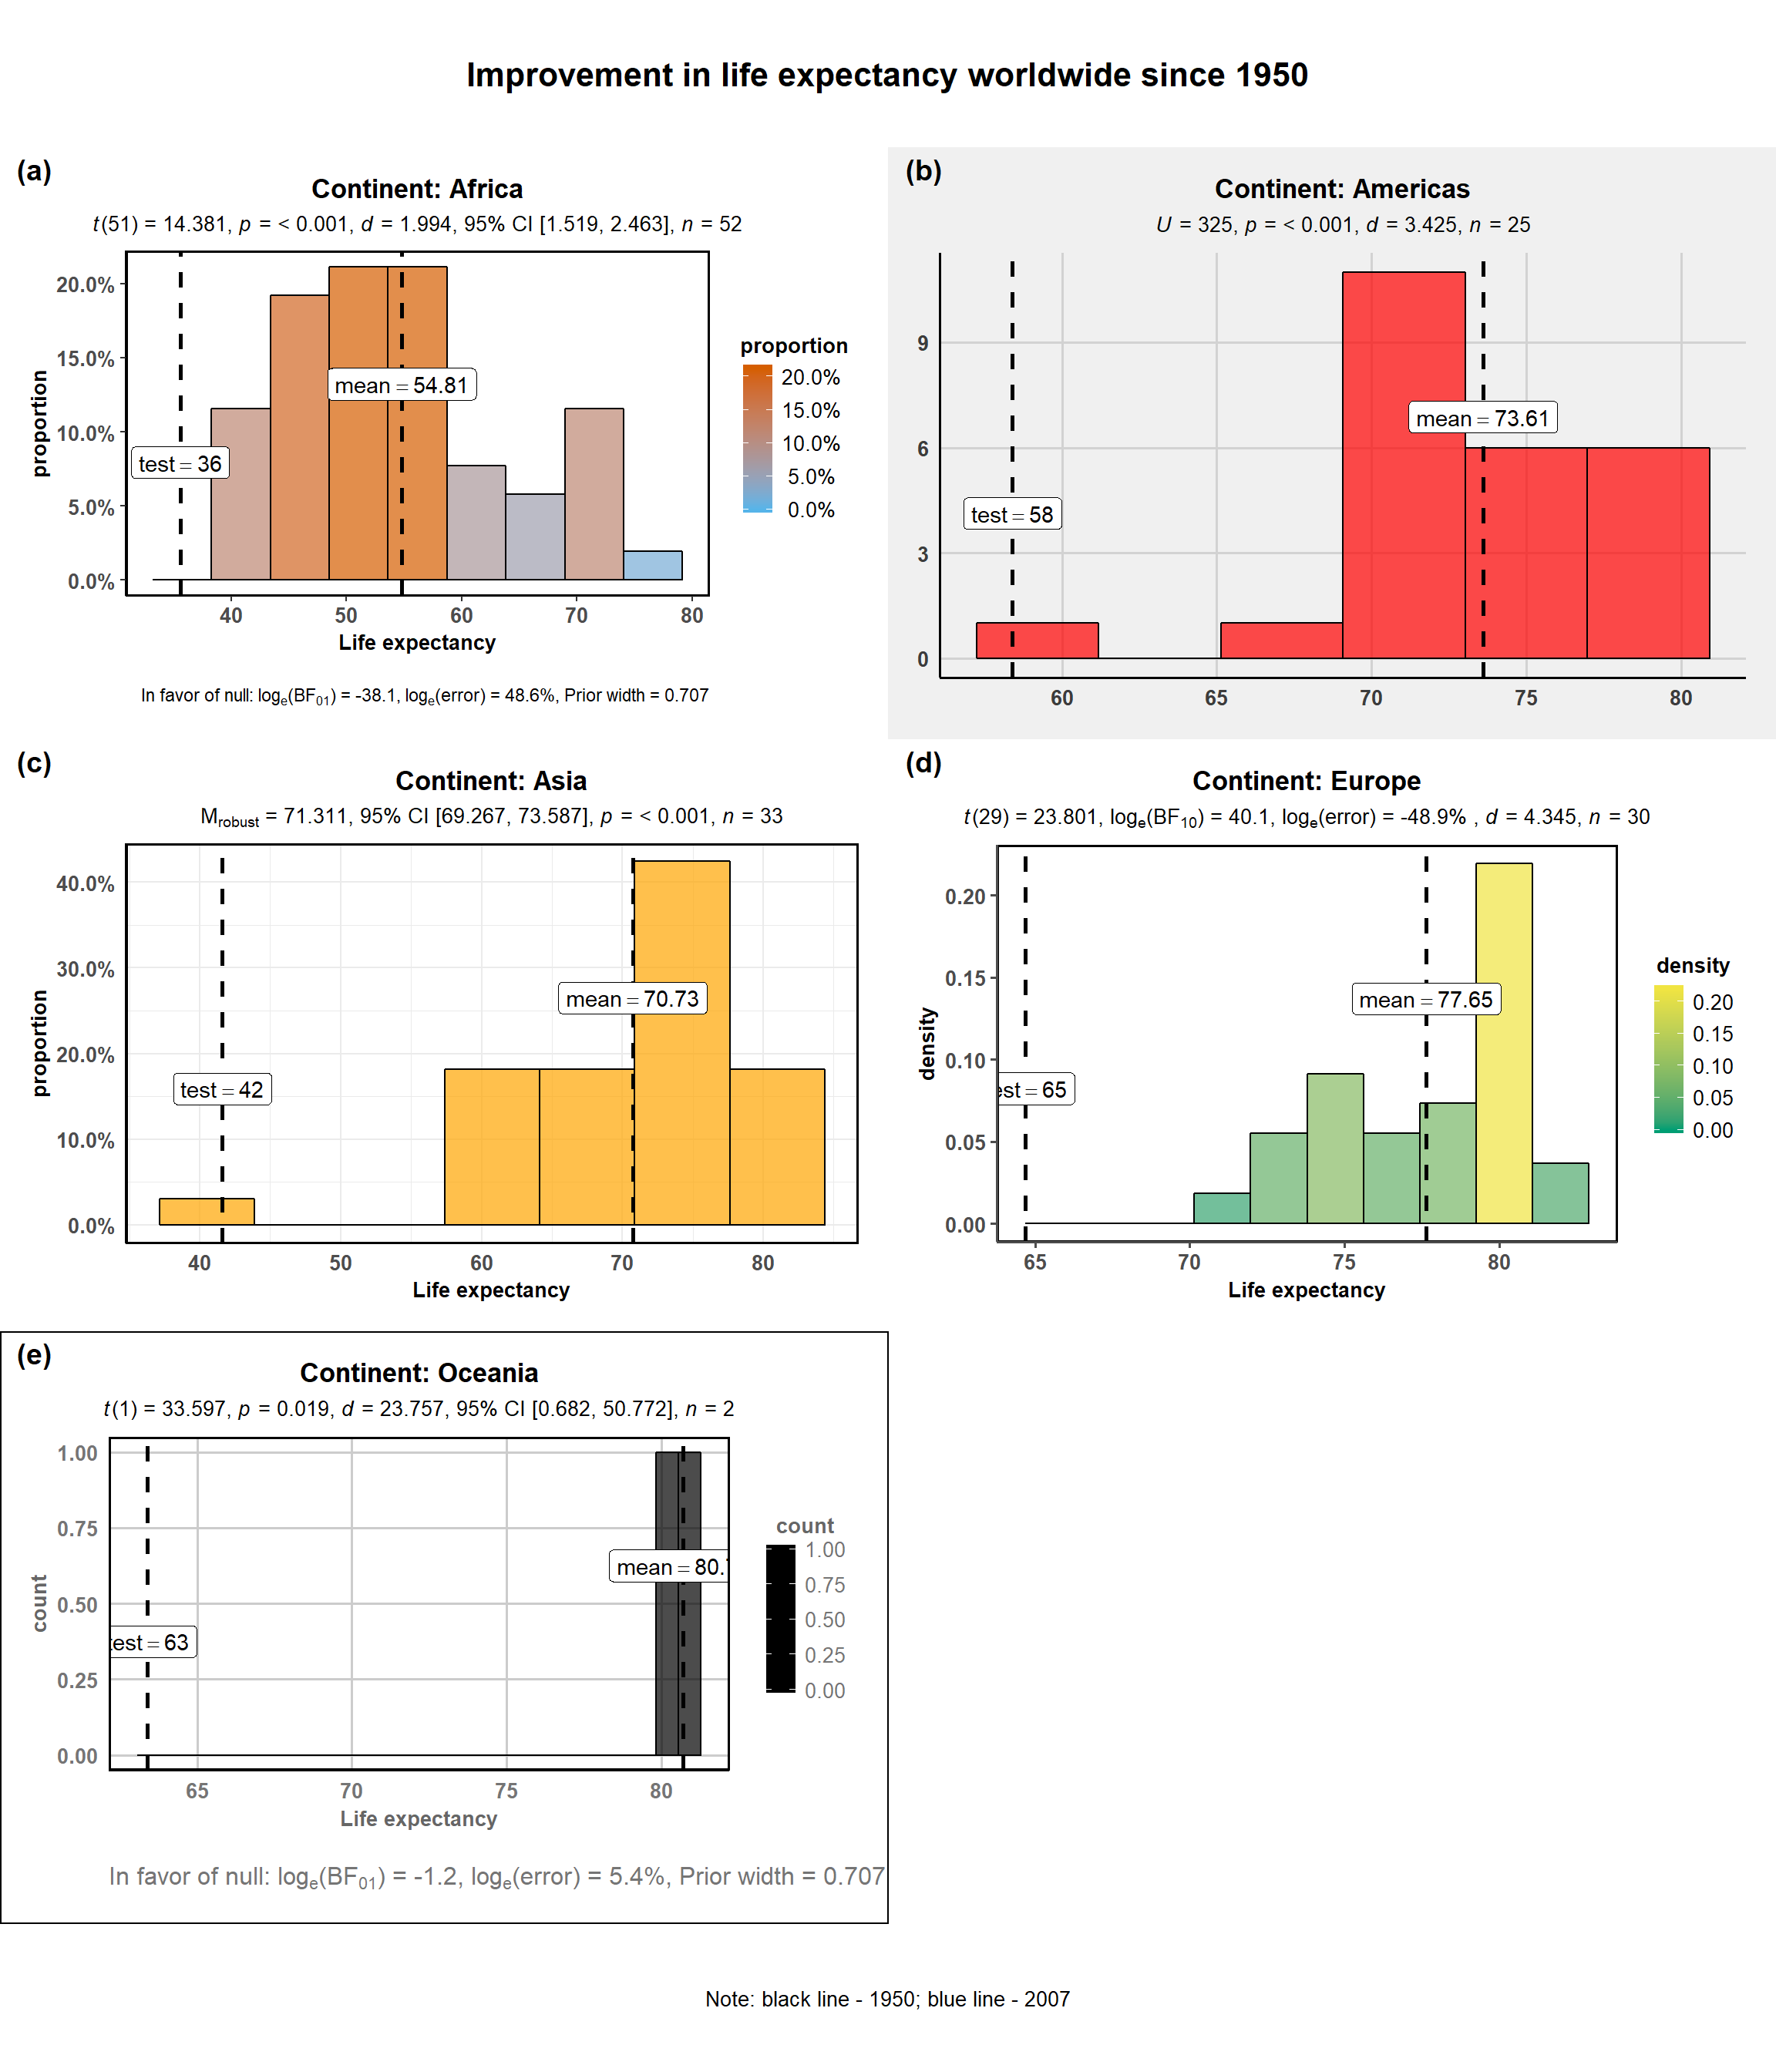 Improvement in life expectancy worldwide since 1950
(a)
Continent: Africa
t(51) = 14.381, p = < 0.001, d = 1.994, 95% CI [1.519, 2.463], n = 52
proportion
20.0%
15.0%
10.0%
5.0%
0.0%
mean = 54.81
test = 36
40 50 60 70 80
Life expectancy
proportion
20.0%
15.0%
10.0%
5.0%
0.0%
In favor of null: loge(BF01) = -38.1, loge(error) = 48.6%, Prior width = 0.707
(b)
Continent: Americas
U = 325, p = < 0.001, d = 3.425, n = 25
9
6
3
0
mean = 73.61
test = 58
60 65 70 75 80
(c)
Continent: Asia
Mrobust = 71.311, 95% CI [69.267, 73.587], p = < 0.001, n = 33
proportion
40.0%
30.0%
20.0%
10.0%
0.0%
mean = 70.73
test = 42
40 50 60 70 80
Life expectancy
(d)
Continent: Europe
t(29) = 23.801, loge(BF10) = 40.1, loge(error) = -48.9% , d = 4.345, n = 30
density
0.20
0.15
0.10
0.05
0.00
mean = 77.65
est = 65
65 70 75 80
Life expectancy
density
0.20
0.15
0.10
0.05
0.00
(e)
Continent: Oceania
t(1) = 33.597, p = 0.019, d = 23.757, 95% CI [0.682, 50.772], n = 2
count
1.00
0.75
0.50
0.25
0.00
mean = 80.
test = 63
65 70 75 80
Life expectancy
count
1.00
0.75
0.50
0.25
0.00
In favor of null: loge(BF01) = -1.2, loge(error) = 5.4%, Prior width = 0.707
Note: black line - 1950; blue line - 2007